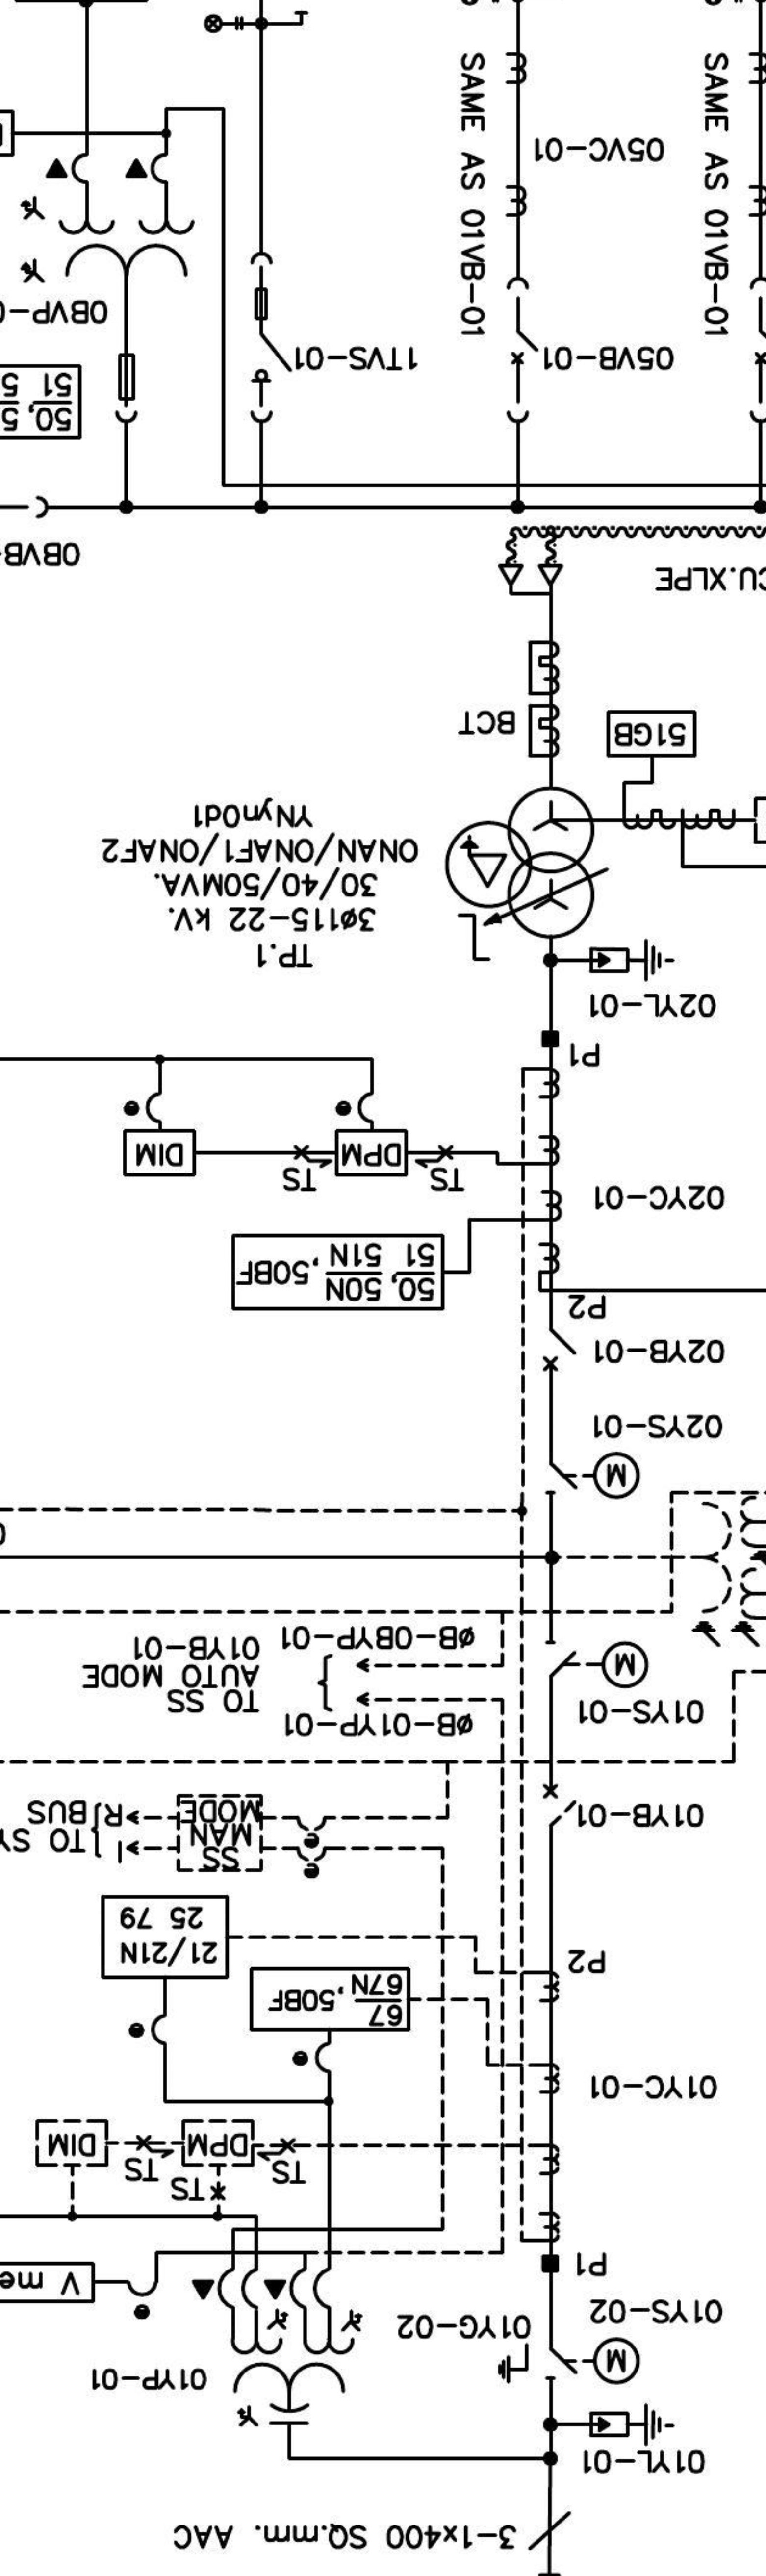 3-1x400 SQ.mm. AAC
01YL-01
01YP-01
M
01YS-02
01YG-02
P1
V me
TS
TS
TS
DPM
DIM
01YC-01
67
67N ,50BF
21/21N
25 79
P2
SS
MAN
MODE
TO SY
R BUS
01YB-01
01YS-01
M
ØB-01YP-01
ØB-0BYP-01
TO SS
AUTO MODE
01YB-01
M
02YS-01
02YB-01
P2
50, 50N
51 51N ,50BF
02YC-01
TS
DPM
TS
DIM
P1
02YL-01
TP.1
3Ø115-22 kV.
30/40/50MVA.
ONAN/ONAF1/ONAF2
YNyn0d1
51GB
BCT
CU.XLPE
0BVB-
50, 5
51 5
05VB-01
1TVS-01
0BVP-0
SAME AS 01VB-01
SAME AS 01VB-01
05VC-01